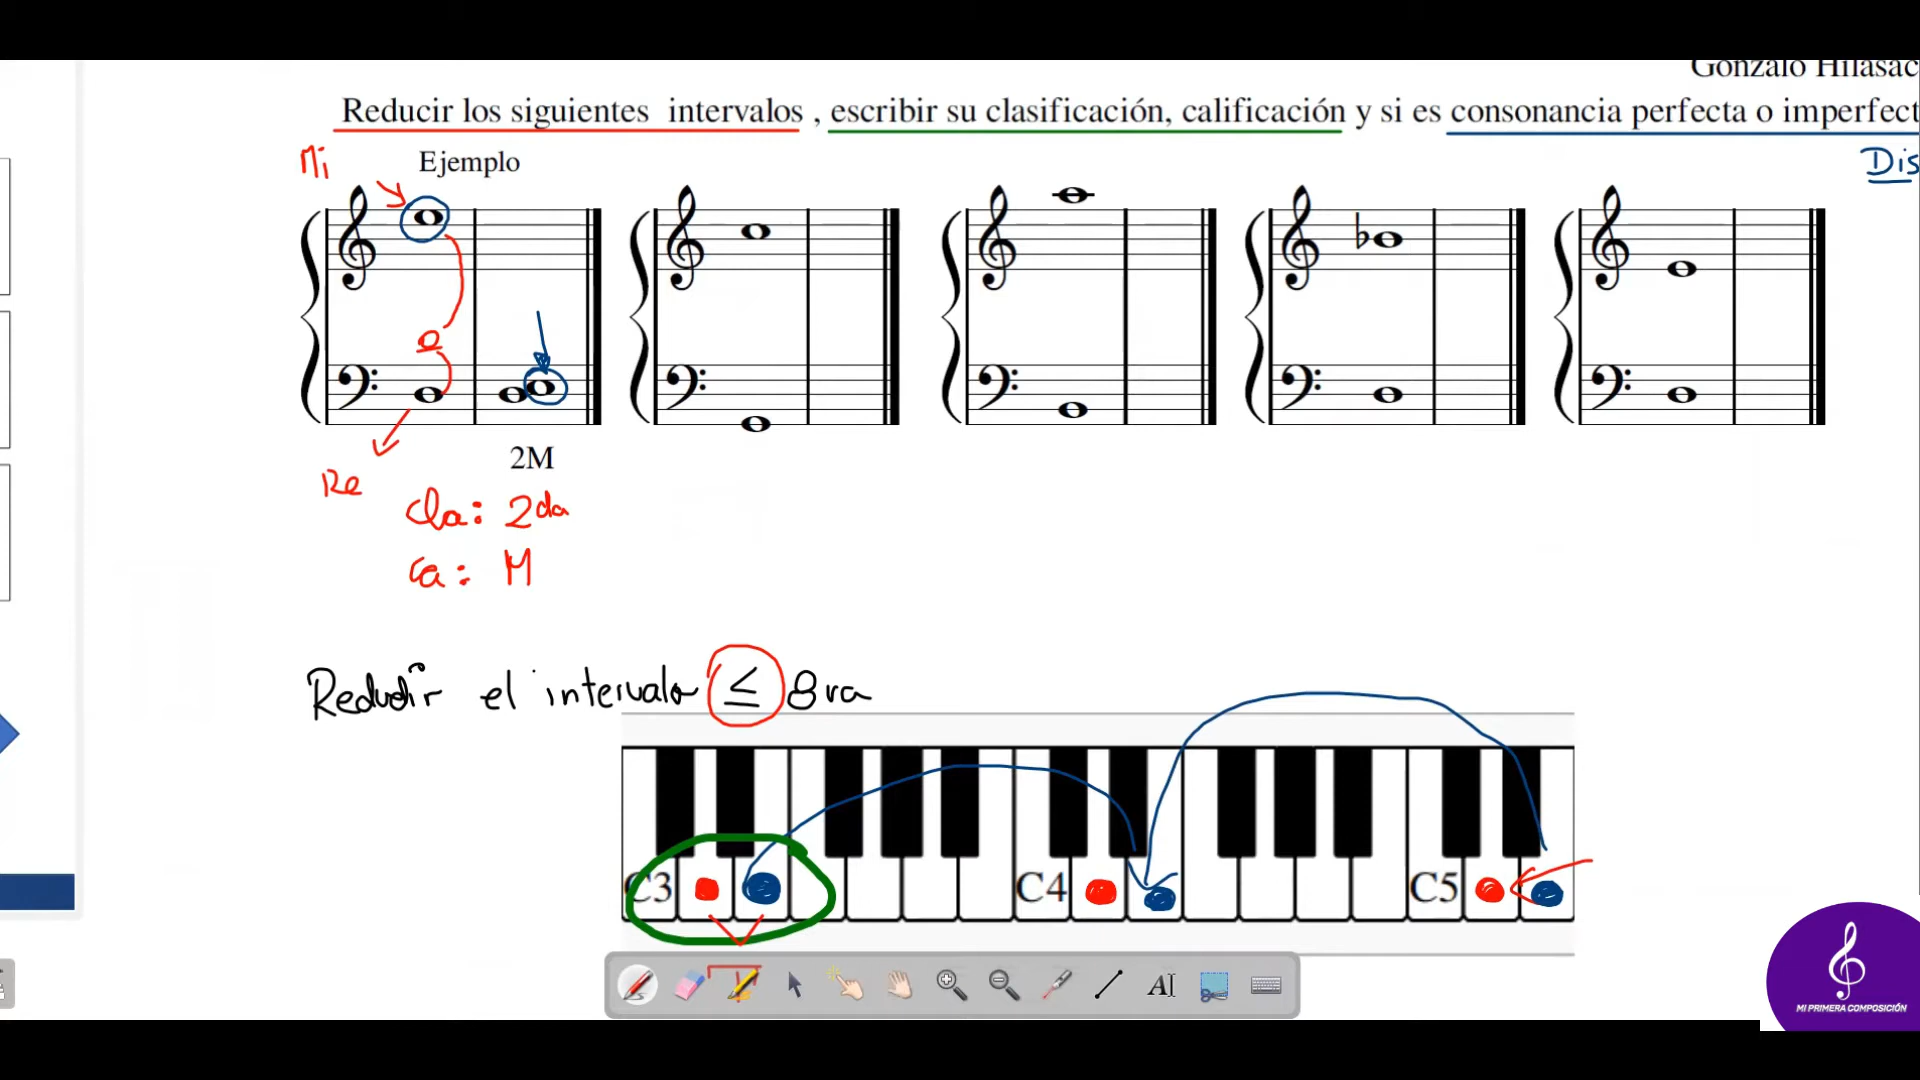 Gonzalo Hilasac
Reducir los siguientes intervalos , escribir su clasificación, calificación y si es consonancia perfecta o imperfect
Mi
Ejemplo
Dis
2M
Re
Cla: 2da
Ca: M
Reducir el intervalo ≤ 8va
C3
C4
C5
AI
MI PRIMERA COMPOSICIÓN